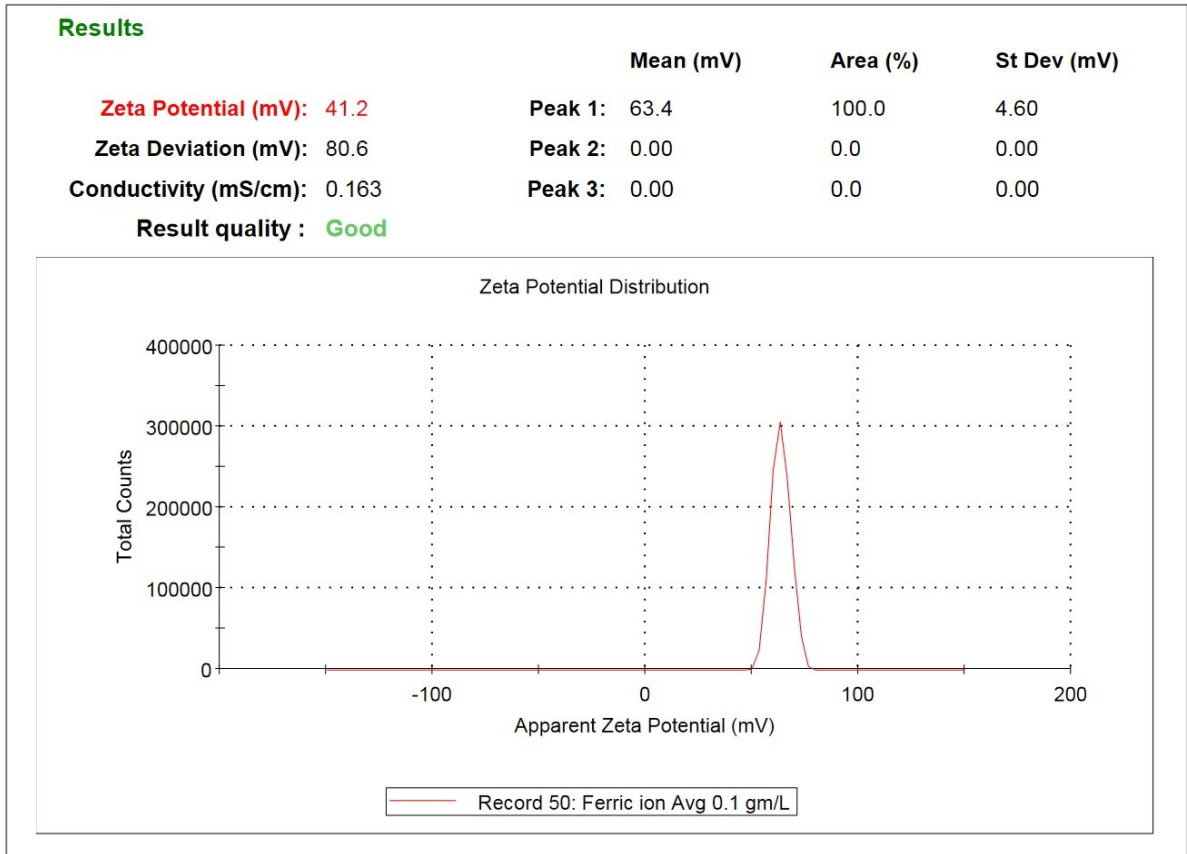 Results
Mean (mV) Area (%) St Dev (mV)
Zeta Potential (mV): 41.2 Peak 1: 63.4 100.0 4.60
Zeta Deviation (mV): 80.6 Peak 2: 0.00 0.0 0.00
Conductivity (mS/cm): 0.163 Peak 3: 0.00 0.0 0.00
Result quality : Good
Zeta Potential Distribution
400000
300000
200000
100000
0
Total Counts
-100 0 100 200
Apparent Zeta Potential (mV)
Record 50: Ferric ion Avg 0.1 gm/L